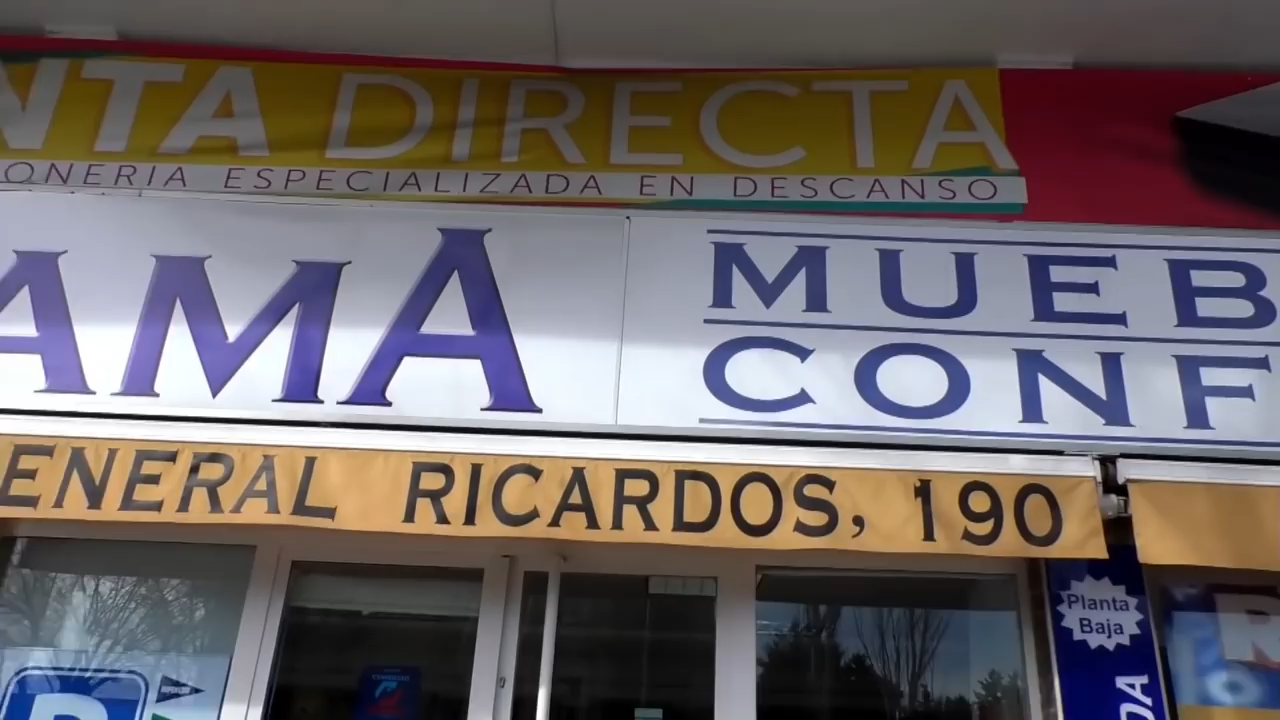 NTA DIRECTA
ONERIA ESPECIALIZADA EN DESCANSO
AMA
MUEB
CONF
ENERAL RICARDOS, 190
Planta
Baja
DA